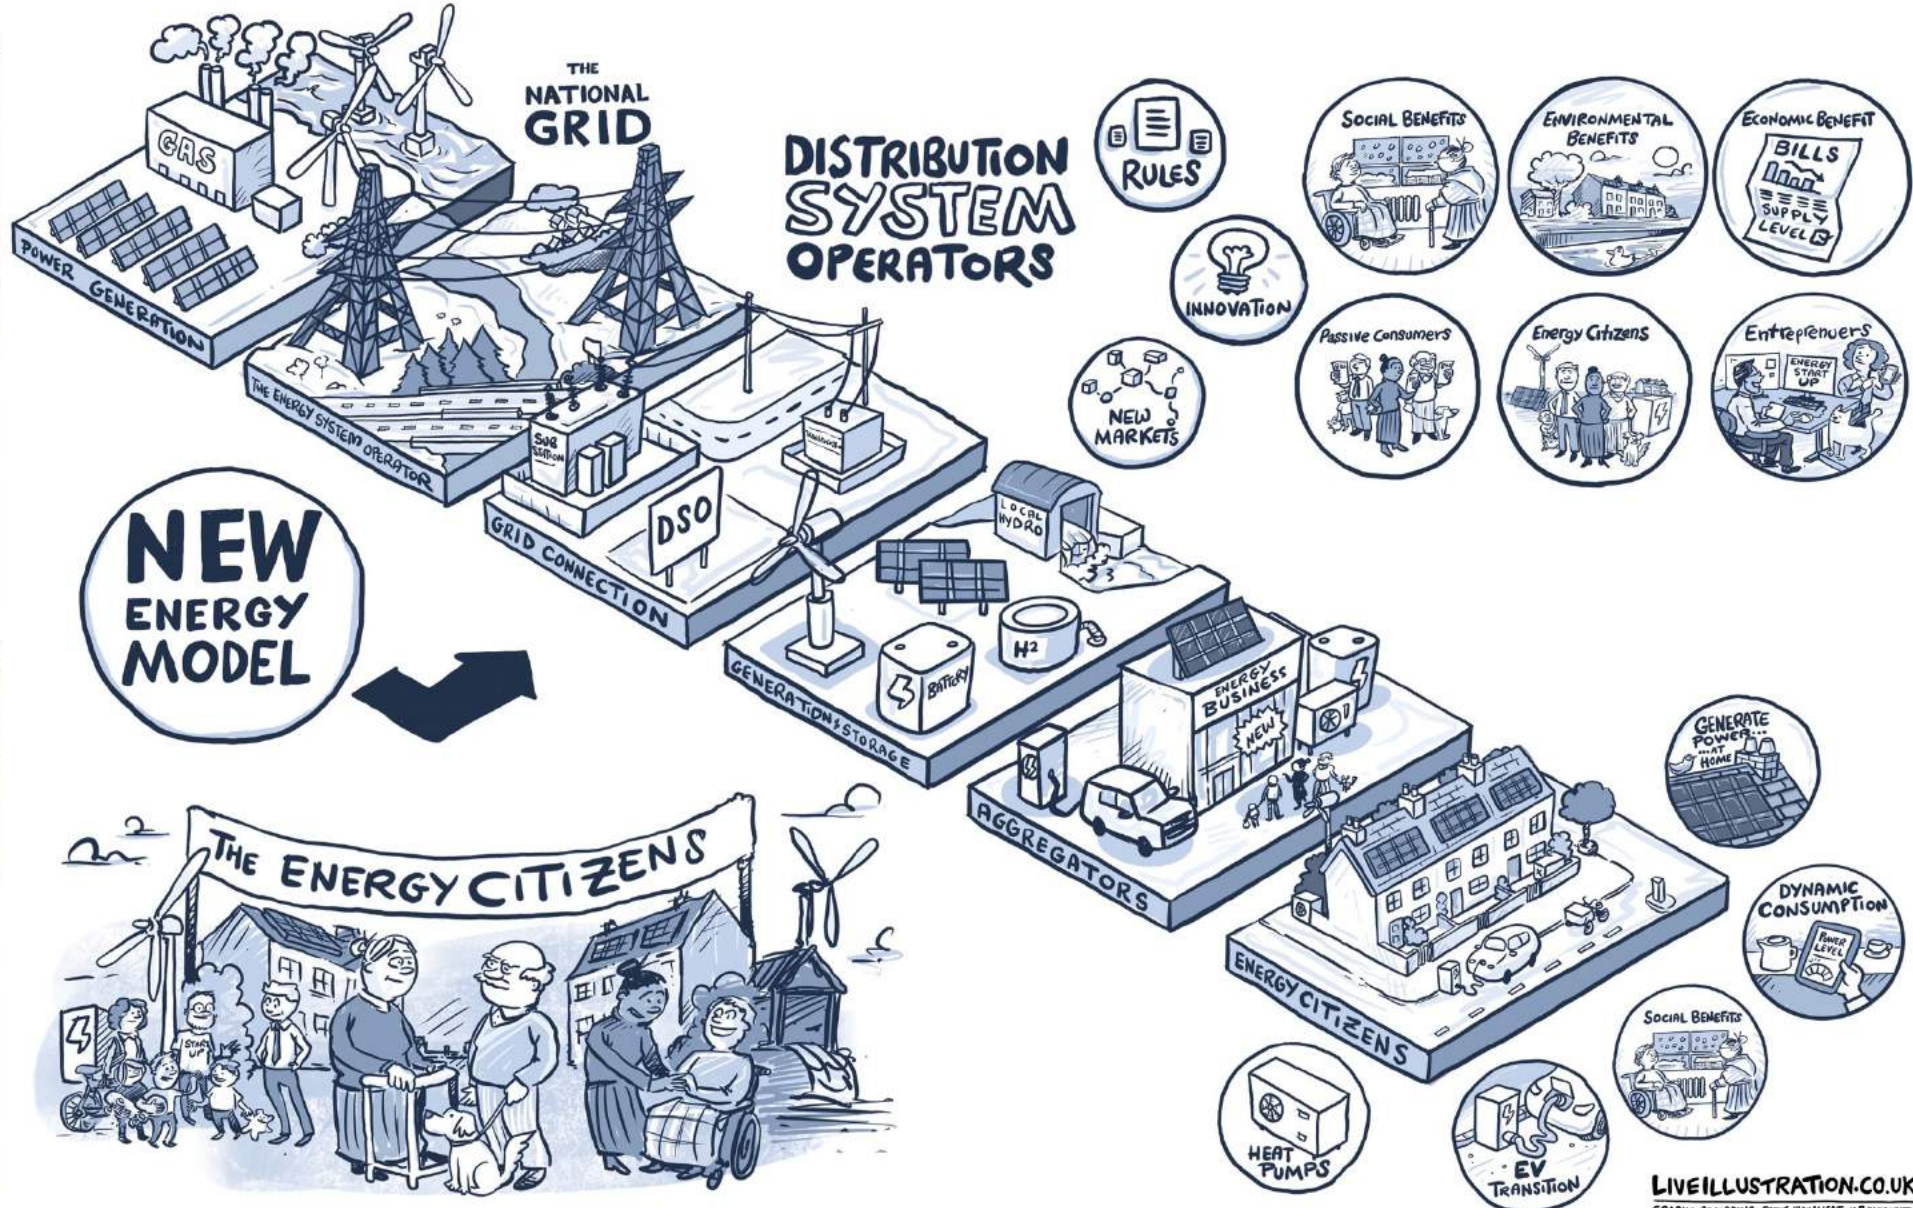 THE
NATIONAL
GRID
GAS
POWER GENERATION
DISTRIBUTION
SYSTEM
OPERATORS
RULES
INNOVATION
NEW
MARKETS
SOCIAL BENEFITS
ENVIRONMENTAL
BENEFITS
ECONOMIC BENEFIT
BILLS
SUPPLY
LEVEL
Passive Consumers
Energy Citizens
Entreprenuers
ENERGY
START
UP
THE ENERGY SYSTEM OPERATOR
SUB
STATION
GRID CONNECTION
DSO
NEW
ENERGY
MODEL
LOCAL
HYDRO
H2
BATTERY
GENERATION & STORAGE
ENERGY
BUSINESS
NEW
AGGREGATORS
ENERGY CITIZENS
GENERATE
POWER...
...AT
HOME
DYNAMIC
CONSUMPTION
POWER
LEVEL
SOCIAL BENEFITS
HEAT
PUMPS
EV
TRANSITION
THE ENERGY CITIZENS
START
UP
LIVEILLUSTRATION.CO.UK